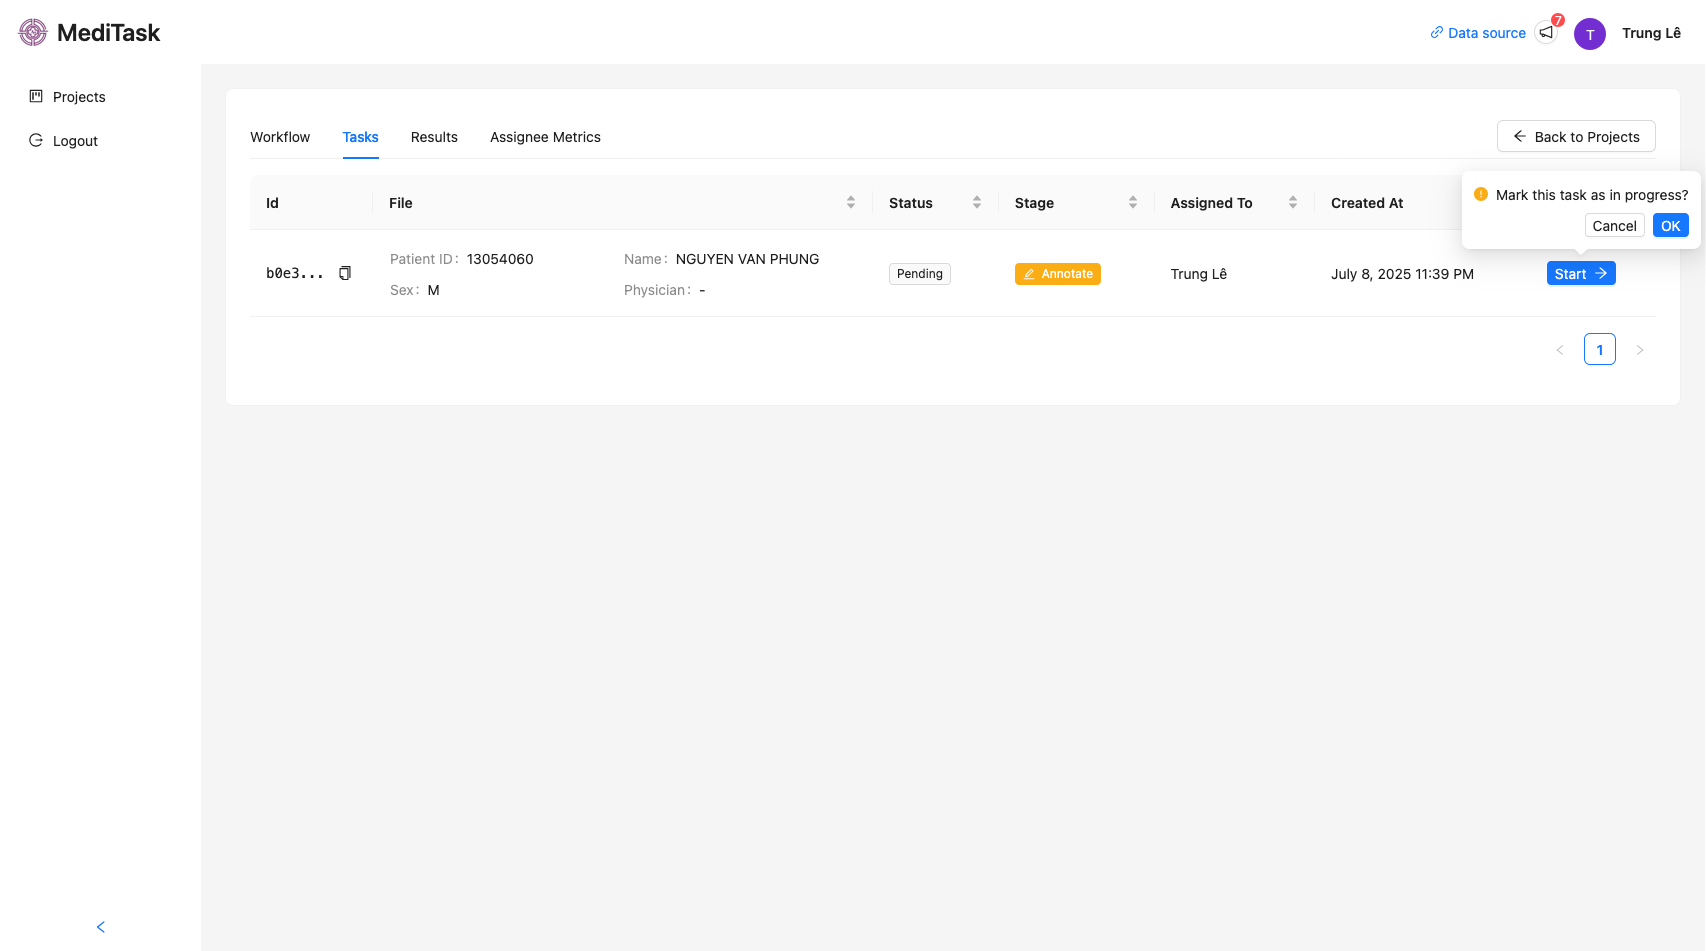 MediTask
Data source
7
T
Trung Lê
Projects
Logout
Workflow Tasks Results Assignee Metrics
Back to Projects
Id File Status Stage Assigned To Created At
Mark this task as in progress?
Cancel OK
Patient ID : 13054060 Name : NGUYEN VAN PHUNG
b0e3... Pending Annotate Trung Lê July 8, 2025 11:39 PM Start
Sex : M Physician : -
1